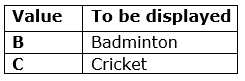 Value To be displayed
B Badminton
C Cricket